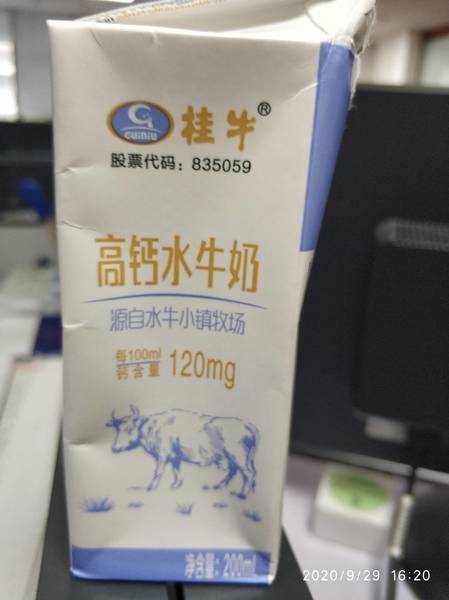 GUiNiU
桂牛®
股票代码：835059
高钙水牛奶
源自水牛小镇牧场
每100ml
钙含量 120mg
净含量：200ml
2020/9/29 16:20